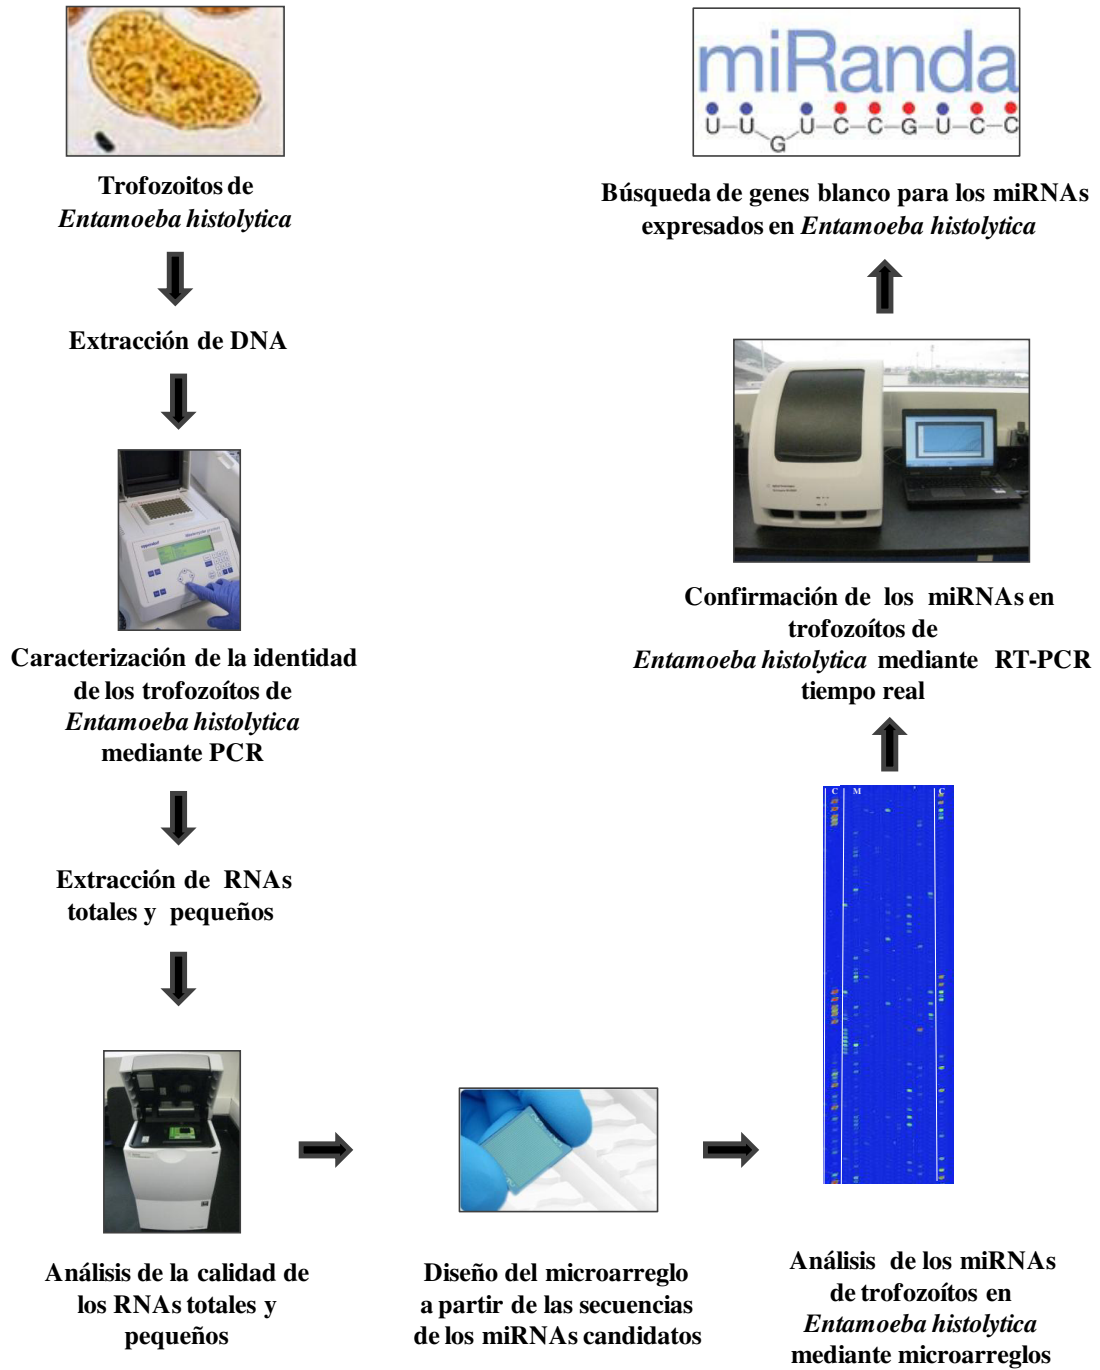 Trofozoitos de
Entamoeba histolytica
Extracción de DNA
Caracterización de la identidad
de los trofozoítos de
Entamoeba histolytica
mediante PCR
Extracción de RNAs
totales y pequeños
Análisis de la calidad de
los RNAs totales y
pequeños
Diseño del microarreglo
a partir de las secuencias
de los miRNAs candidatos
C M C
Análisis de los miRNAs
de trofozoítos en
Entamoeba histolytica
mediante microarreglos
Confirmación de los miRNAs en
trofozoítos de
Entamoeba histolytica mediante RT-PCR
tiempo real
miRanda
U-U G U-C-C-G-U-C-C
Búsqueda de genes blanco para los miRNAs
expresados en Entamoeba histolytica